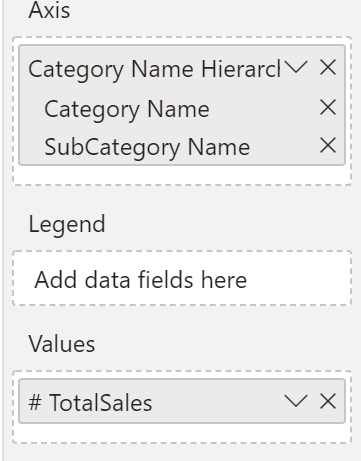 Axis
Category Name Hierarcl
Category Name
SubCategory Name
Legend
Add data fields here
Values
# TotalSales